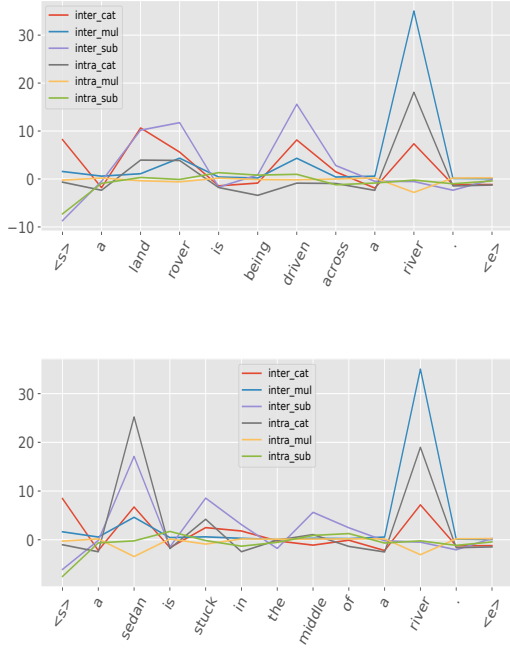 30
20
10
0
−10
inter_cat
inter_mul
inter_sub
intra_cat
intra_mul
intra_sub
<s>
a
land
rover
is
being
driven
across
a
river
.
<e>
30
20
10
0
inter_cat
inter_mul
inter_sub
intra_cat
intra_mul
intra_sub
<s>
a
sedan
is
stuck
in
the
middle
of
a
river
.
<e>